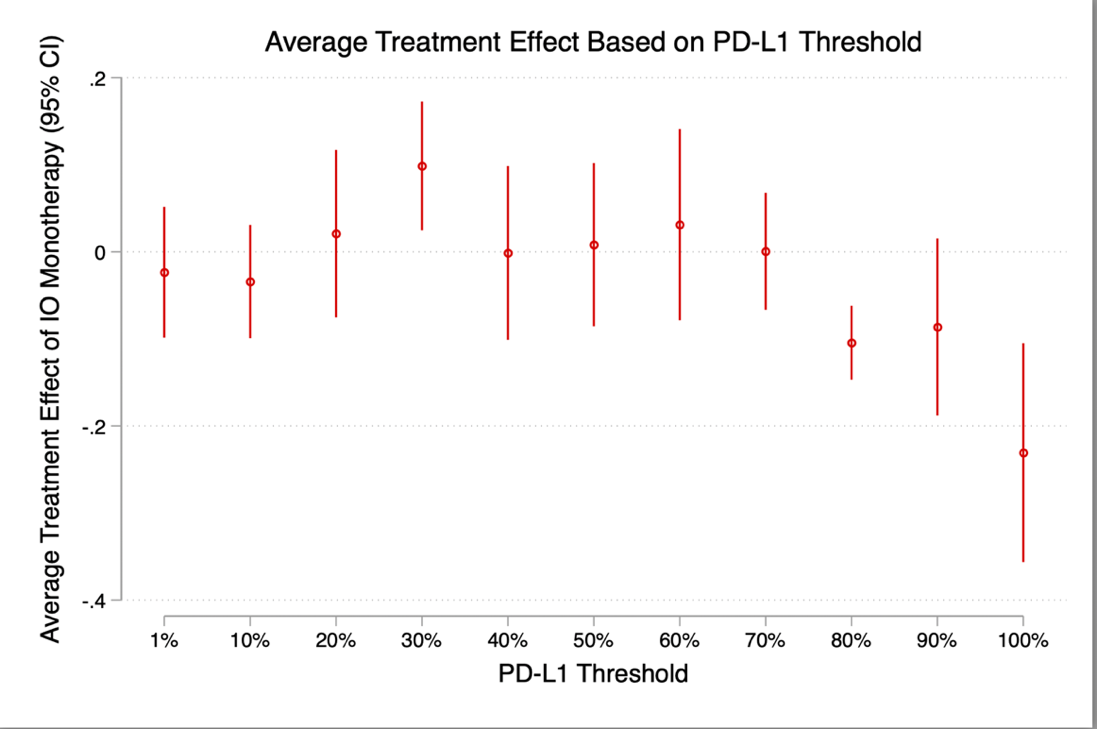 Average Treatment Effect Based on PD-L1 Threshold
Average Treatment Effect of IO Monotherapy (95% CI)
.2
0
-.2
-.4
1% 10% 20% 30% 40% 50% 60% 70% 80% 90% 100%
PD-L1 Threshold